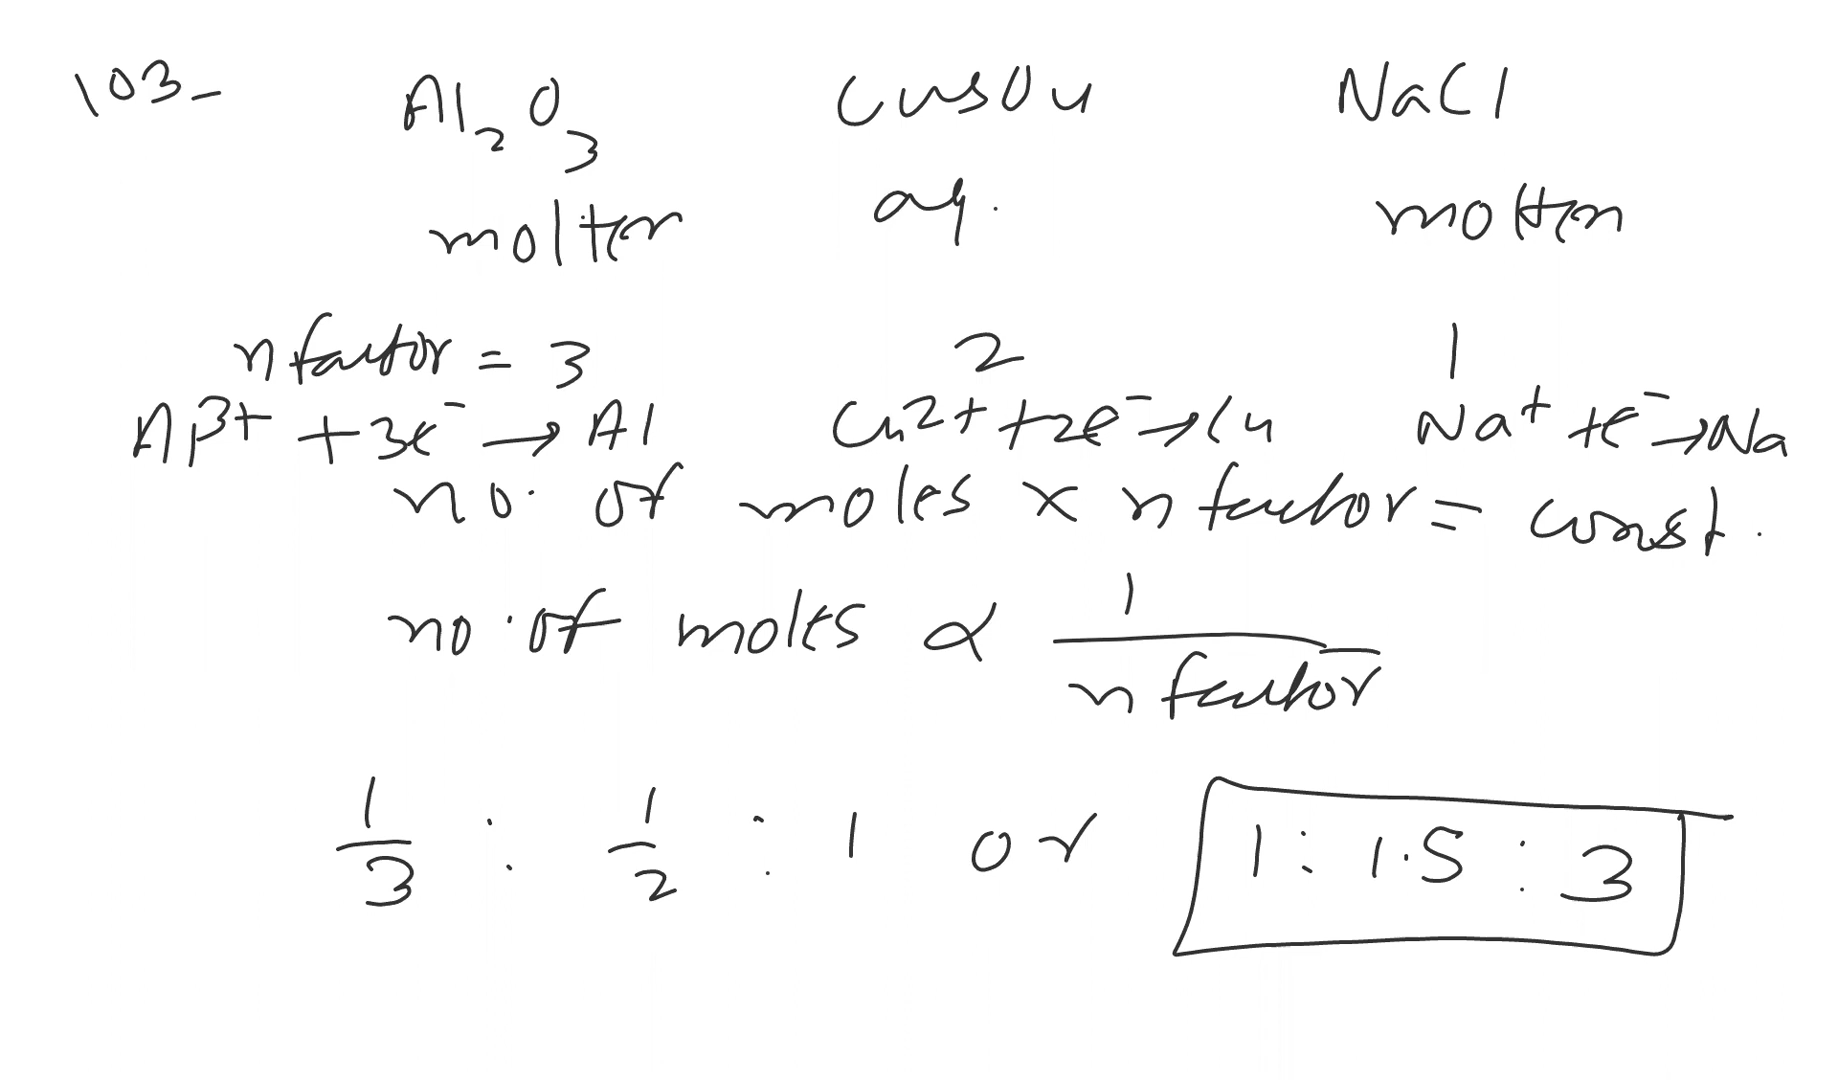 103- Al₂O₃ CuSO4 NaCl
molten aq. molten
n factor = 3 2 1
Al³⁺ + 3e⁻ → Al Cu²⁺ + 2e⁻ → Cu Na⁺ + e⁻ → Na
no. of moles × n factor = const.
no. of moles ∝ 1/n factor
1/3 : 1/2 : 1 or 1 : 1.5 : 3